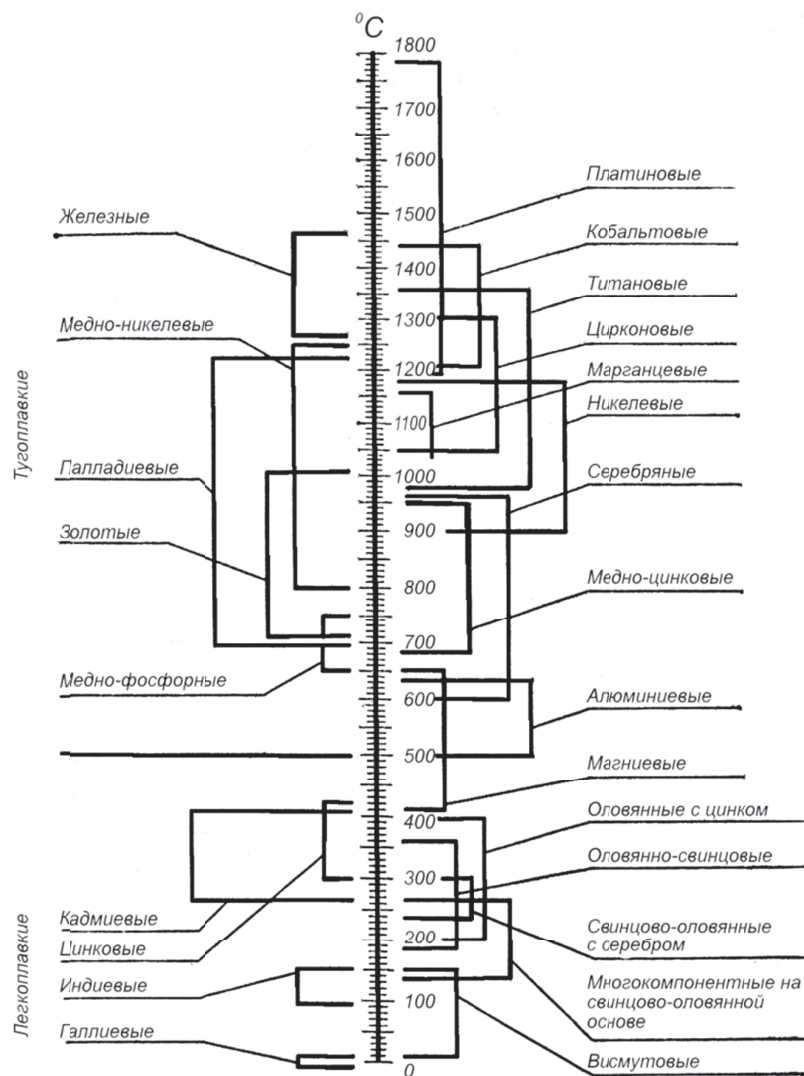 °C
1800
1700
1600
1500
1400
1300
1200
1100
1000
900
800
700
600
500
400
300
200
100
0
Тугоплавкие
Легкоплавкие
Железные
Медно-никелевые
Палладиевые
Золотые
Медно-фосфорные
Кадмиевые
Цинковые
Индиевые
Галлиевые
Платиновые
Кобальтовые
Титановые
Цирконовые
Марганцевые
Никелевые
Серебряные
Медно-цинковые
Алюминиевые
Магниевые
Оловянные с цинком
Оловянно-свинцовые
Свинцово-оловянные
с серебром
Многокомпонентные на
свинцово-оловянной
основе
Висмутовые